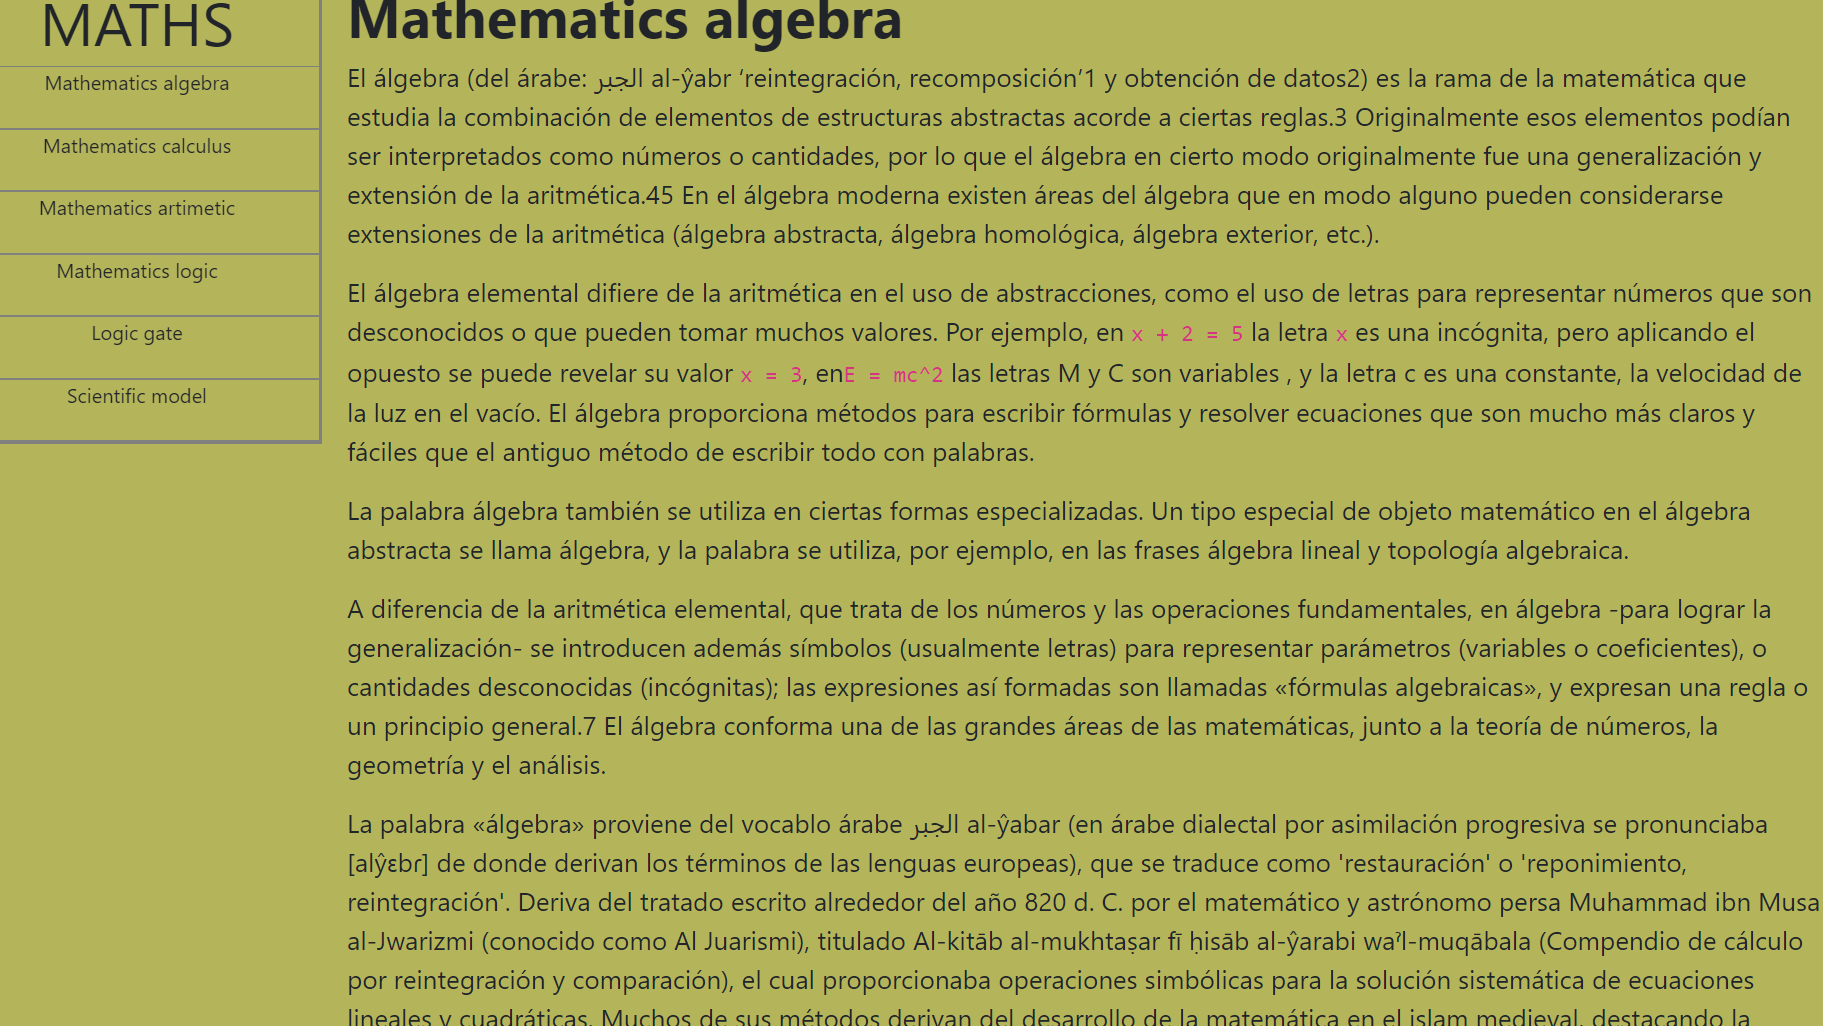 MATHS
Mathematics algebra
Mathematics calculus
Mathematics artimetic
Mathematics logic
Logic gate
Scientific model
Mathematics algebra
El álgebra (del árabe: الجبر al-ŷabr ‘reintegración, recomposición’1 y obtención de datos2) es la rama de la matemática que
estudia la combinación de elementos de estructuras abstractas acorde a ciertas reglas.3 Originalmente esos elementos podían
ser interpretados como números o cantidades, por lo que el álgebra en cierto modo originalmente fue una generalización y
extensión de la aritmética.45 En el álgebra moderna existen áreas del álgebra que en modo alguno pueden considerarse
extensiones de la aritmética (álgebra abstracta, álgebra homológica, álgebra exterior, etc.).
El álgebra elemental difiere de la aritmética en el uso de abstracciones, como el uso de letras para representar números que son
desconocidos o que pueden tomar muchos valores. Por ejemplo, en x + 2 = 5 la letra x es una incógnita, pero aplicando el
opuesto se puede revelar su valor x = 3, enE = mc^2 las letras M y C son variables , y la letra c es una constante, la velocidad de
la luz en el vacío. El álgebra proporciona métodos para escribir fórmulas y resolver ecuaciones que son mucho más claros y
fáciles que el antiguo método de escribir todo con palabras.
La palabra álgebra también se utiliza en ciertas formas especializadas. Un tipo especial de objeto matemático en el álgebra
abstracta se llama álgebra, y la palabra se utiliza, por ejemplo, en las frases álgebra lineal y topología algebraica.
A diferencia de la aritmética elemental, que trata de los números y las operaciones fundamentales, en álgebra -para lograr la
generalización- se introducen además símbolos (usualmente letras) para representar parámetros (variables o coeficientes), o
cantidades desconocidas (incógnitas); las expresiones así formadas son llamadas «fórmulas algebraicas», y expresan una regla o
un principio general.7 El álgebra conforma una de las grandes áreas de las matemáticas, junto a la teoría de números, la
geometría y el análisis.
La palabra «álgebra» proviene del vocablo árabe الجبر al-ŷabar (en árabe dialectal por asimilación progresiva se pronunciaba
[alŷɛbɾ] de donde derivan los términos de las lenguas europeas), que se traduce como 'restauración' o 'reponimiento,
reintegración'. Deriva del tratado escrito alrededor del año 820 d. C. por el matemático y astrónomo persa Muhammad ibn Musa
al-Jwarizmi (conocido como Al Juarismi), titulado Al-kitāb al-mukhtaṣar fī ḥisāb al-ŷarabi waˀl-muqābala (Compendio de cálculo
por reintegración y comparación), el cual proporcionaba operaciones simbólicas para la solución sistemática de ecuaciones
lineales y cuadráticas. Muchos de sus métodos derivan del desarrollo de la matemática en el islam medieval, destacando la